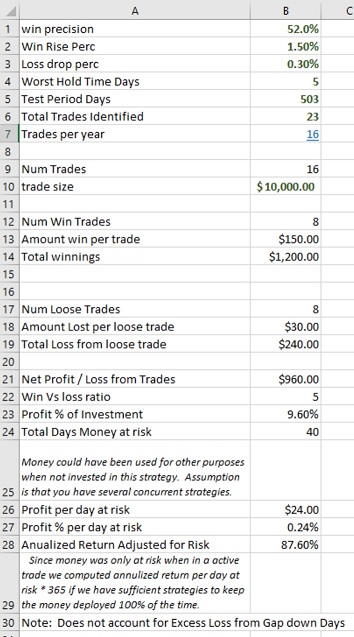 A B C
1 win precision 52.0%
2 Win Rise Perc 1.50%
3 Loss drop perc 0.30%
4 Worst Hold Time Days 5
5 Test Period Days 503
6 Total Trades Identified 23
7 Trades per year 16
8
9 Num Trades 16
10 trade size $10,000.00
11
12 Num Win Trades 8
13 Amount win per trade $150.00
14 Total winnings $1,200.00
15
16
17 Num Loose Trades 8
18 Amount Lost per loose trade $30.00
19 Total Loss from loose trade $240.00
20
21 Net Profit / Loss from Trades $960.00
22 Win Vs loss ratio 5
23 Profit % of Investment 9.60%
24 Total Days Money at risk 40
Money could have been used for other purposes
when not invested in this strategy. Assumption
25 is that you have several concurrent strategies.
26 Profit per day at risk $24.00
27 Profit % per day at risk 0.24%
28 Anualized Return Adjusted for Risk 87.60%
Since money was only at risk when in a active
trade we computed annulized return per day at
risk * 365 if we have sufficient strategies to keep
29 the money deployed 100% of the time.
30 Note: Does not account for Excess Loss from Gap down Days